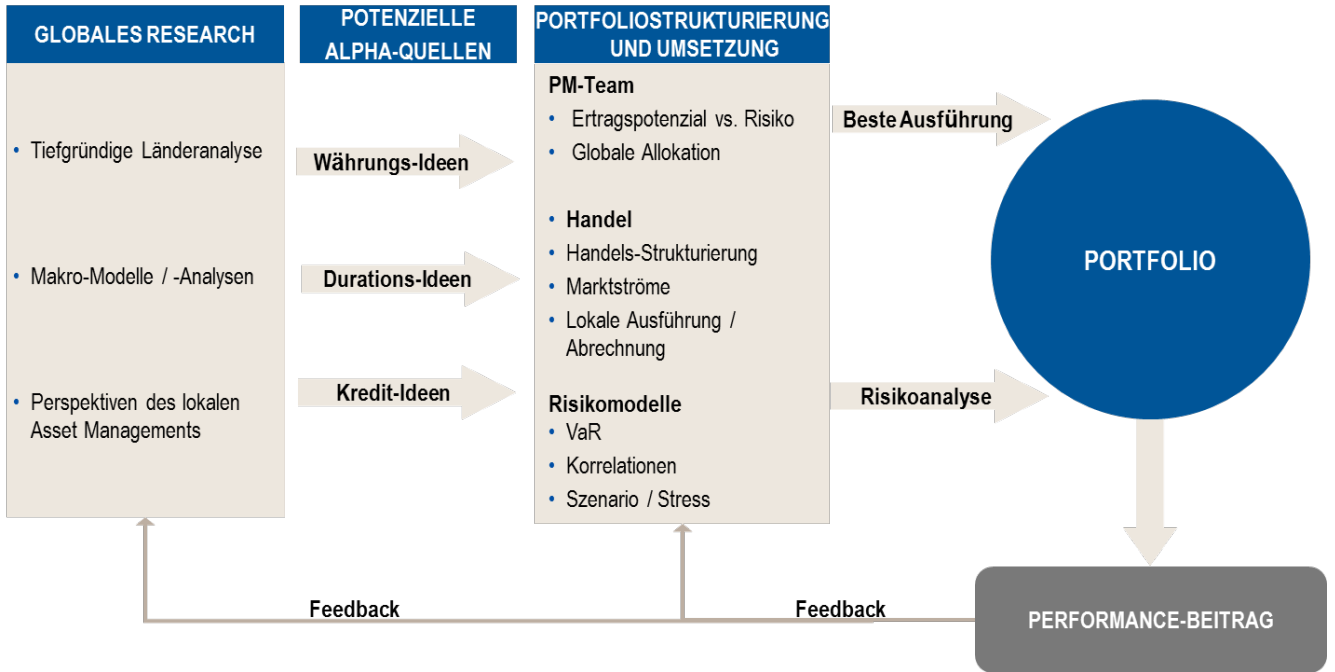 GLOBALES RESEARCH
• Tiefgründige Länderanalyse
• Makro-Modelle / -Analysen
• Perspektiven des lokalen
Asset Managements
POTENZIELLE
ALPHA-QUELLEN
Währungs-Ideen
Durations-Ideen
Kredit-Ideen
PORTFOLIOSTRUKTURIERUNG
UND UMSETZUNG
PM-Team
• Ertragspotenzial vs. Risiko
• Globale Allokation
• Handel
• Handels-Strukturierung
• Marktströme
• Lokale Ausführung /
Abrechnung
Risikomodelle
• VaR
• Korrelationen
• Szenario / Stress
Beste Ausführung
Risikoanalyse
PORTFOLIO
PERFORMANCE-BEITRAG
Feedback
Feedback